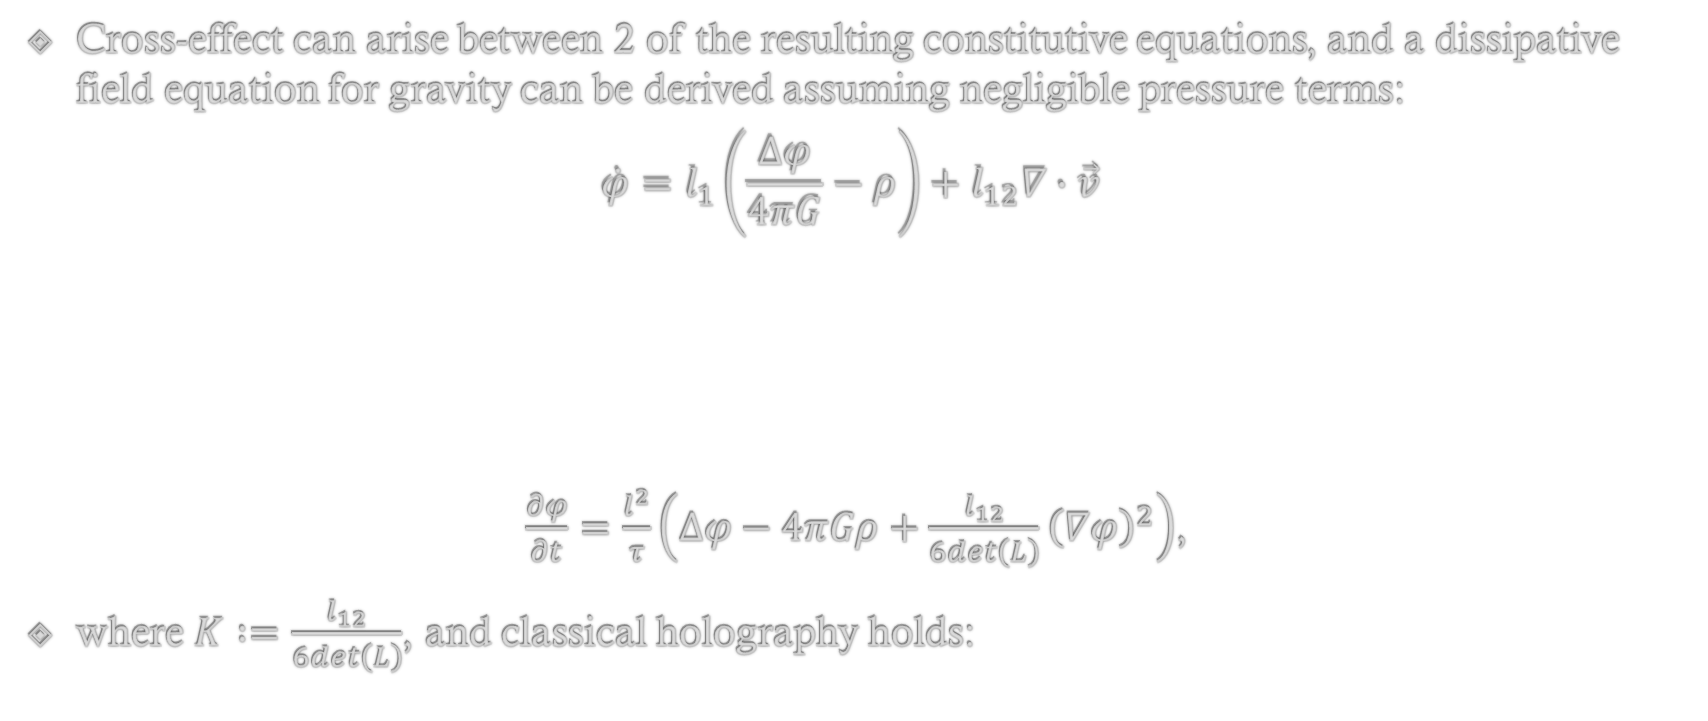 Cross-effect can arise between 2 of the resulting constitutive equations, and a dissipative
field equation for gravity can be derived assuming negligible pressure terms:
φ̇ = l₁ (Δφ / 4πG − ρ) + l₁₂∇ · v⃗
∂φ/∂t = l²/τ (Δφ − 4πGρ + l₁₂/6det(L) (∇φ)²),
where K := l₁₂/6det(L), and classical holography holds: